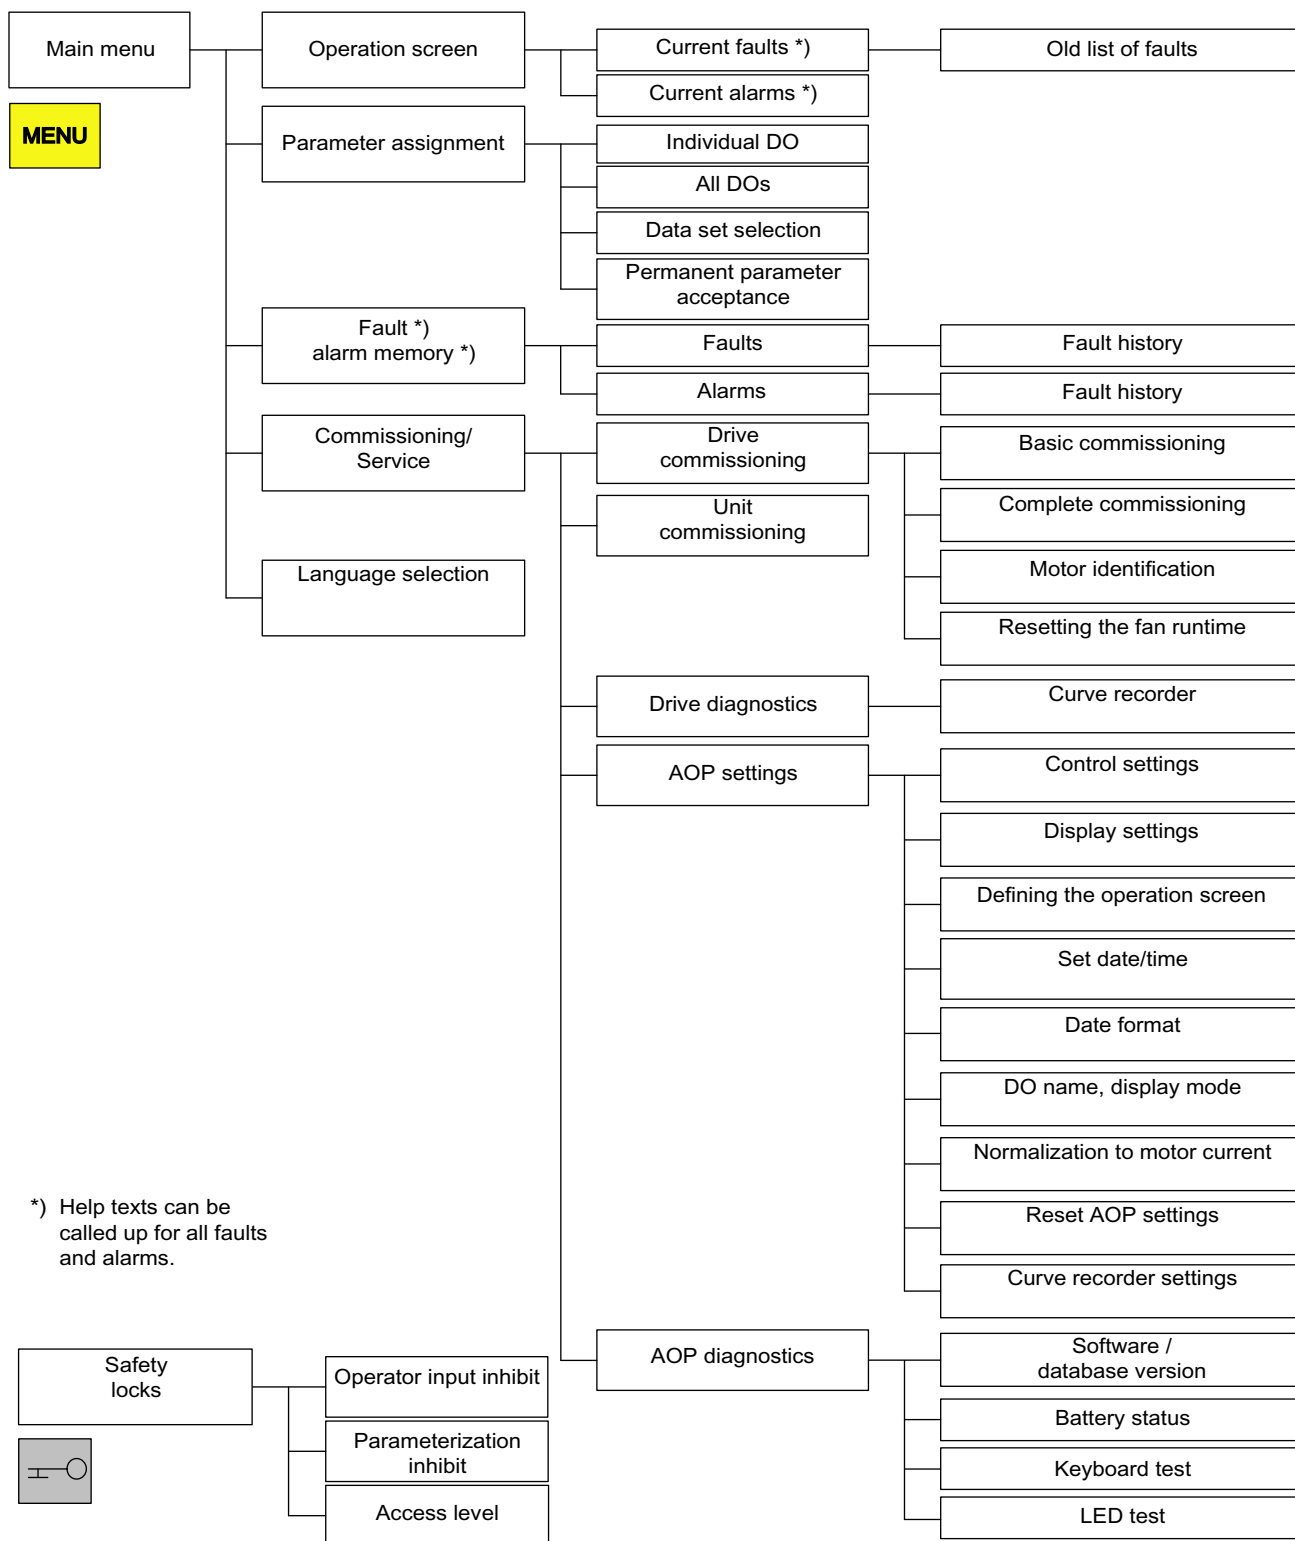 Main menu
MENU
Operation screen
Current faults *)
Old list of faults
Current alarms *)
Parameter assignment
Individual DO
All DOs
Data set selection
Permanent parameter
acceptance
Fault *)
alarm memory *)
Faults
Fault history
Alarms
Fault history
Commissioning/
Service
Drive
commissioning
Basic commissioning
Complete commissioning
Motor identification
Resetting the fan runtime
Unit
commissioning
Drive diagnostics
Curve recorder
AOP settings
Control settings
Display settings
Defining the operation screen
Set date/time
Date format
DO name, display mode
Normalization to motor current
Reset AOP settings
Curve recorder settings
AOP diagnostics
Software /
database version
Battery status
Keyboard test
LED test
Language selection
*) Help texts can be
called up for all faults
and alarms.
Safety
locks
Operator input inhibit
Parameterization
inhibit
Access level